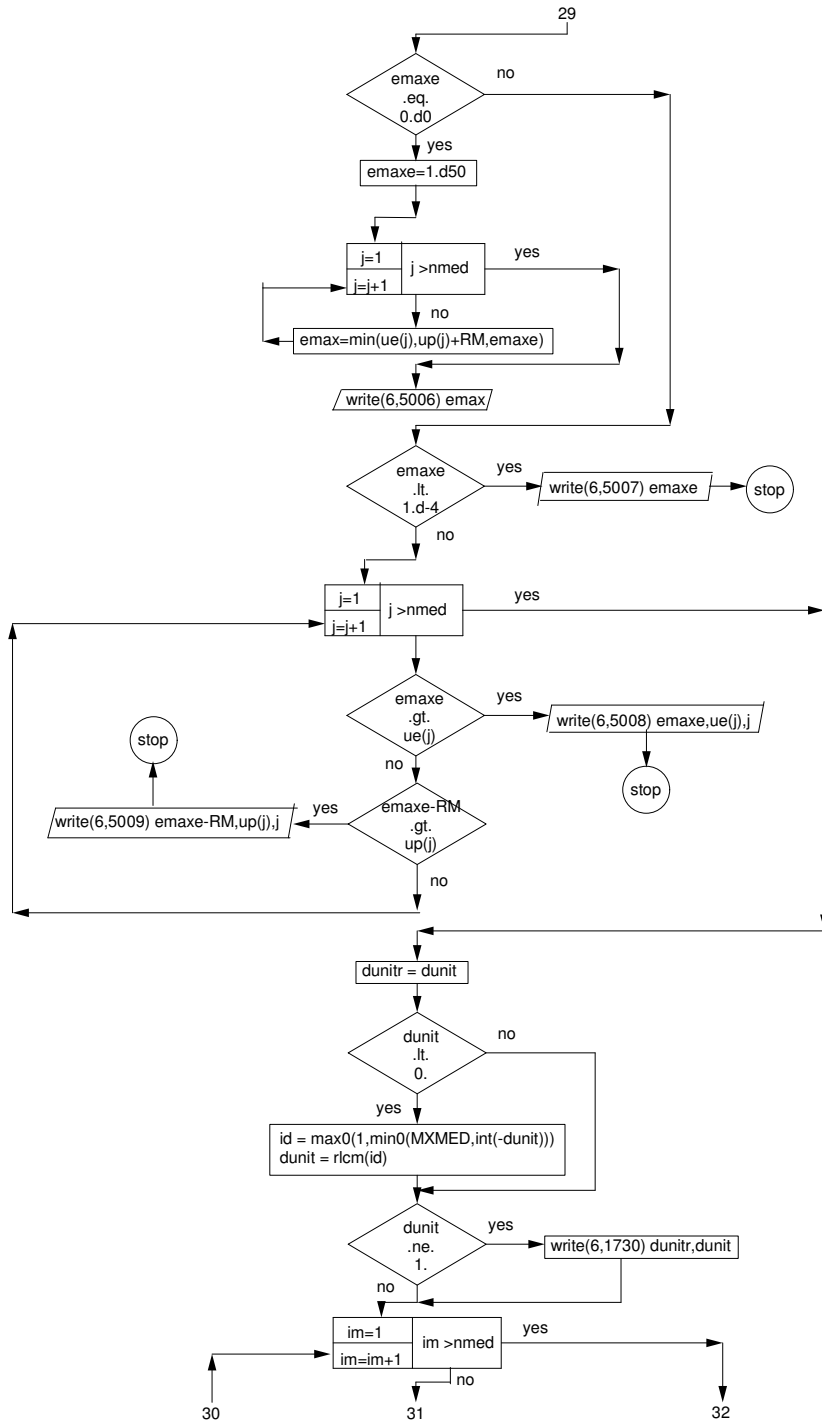 29
emaxe
.eq.
0.d0
no
yes
emaxe=1.d50
j=1
j=j+1
j >nmed
yes
no
emax=min(ue(j),up(j)+RM,emaxe)
write(6,5006) emax
emaxe
.lt.
1.d-4
yes
write(6,5007) emaxe
stop
no
j=1
j=j+1
j >nmed
yes
emaxe
.gt.
ue(j)
yes
write(6,5008) emaxe,ue(j),j
stop
no
emaxe-RM
.gt.
up(j)
yes
write(6,5009) emaxe-RM,up(j),j
stop
no
dunitr = dunit
dunit
.lt.
0.
no
yes
id = max0(1,min0(MXMED,int(-dunit)))
dunit = rlcm(id)
dunit
.ne.
1.
yes
write(6,1730) dunitr,dunit
no
im=1
im=im+1
im >nmed
yes
no
30
31
32